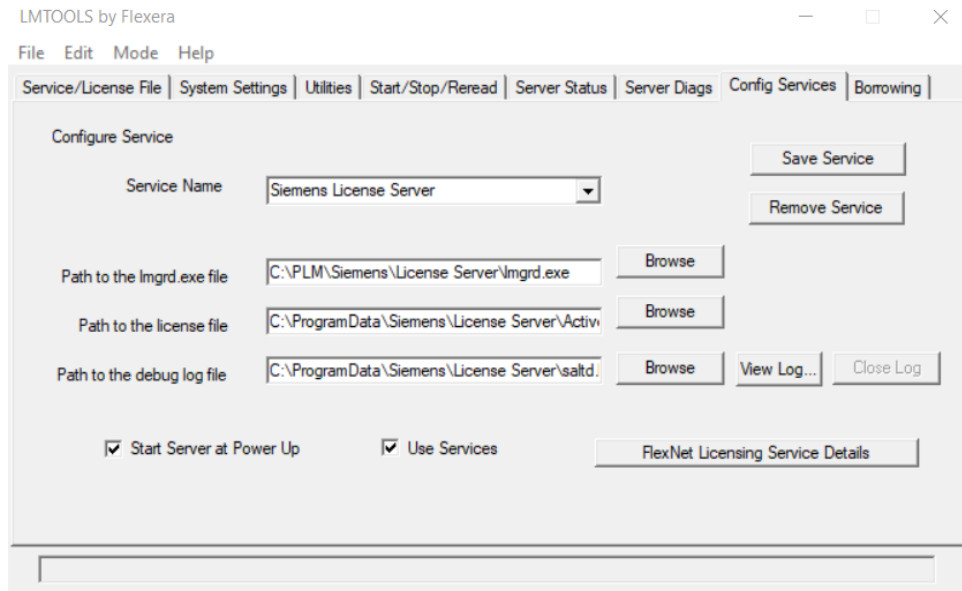 LMTOOLS by Flexera
File Edit Mode Help
Service/License File System Settings Utilities Start/Stop/Reread Server Status Server Diags Config Services Borrowing
Configure Service
Save Service
Service Name Siemens License Server
Remove Service
Path to the lmgrd.exe file C:\PLM\Siemens\License Server\lmgrd.exe Browse
Path to the license file C:\ProgramData\Siemens\License Server\Active Browse
Path to the debug log file C:\ProgramData\Siemens\License Server\saltd. Browse View Log... Close Log
Start Server at Power Up Use Services FlexNet Licensing Service Details